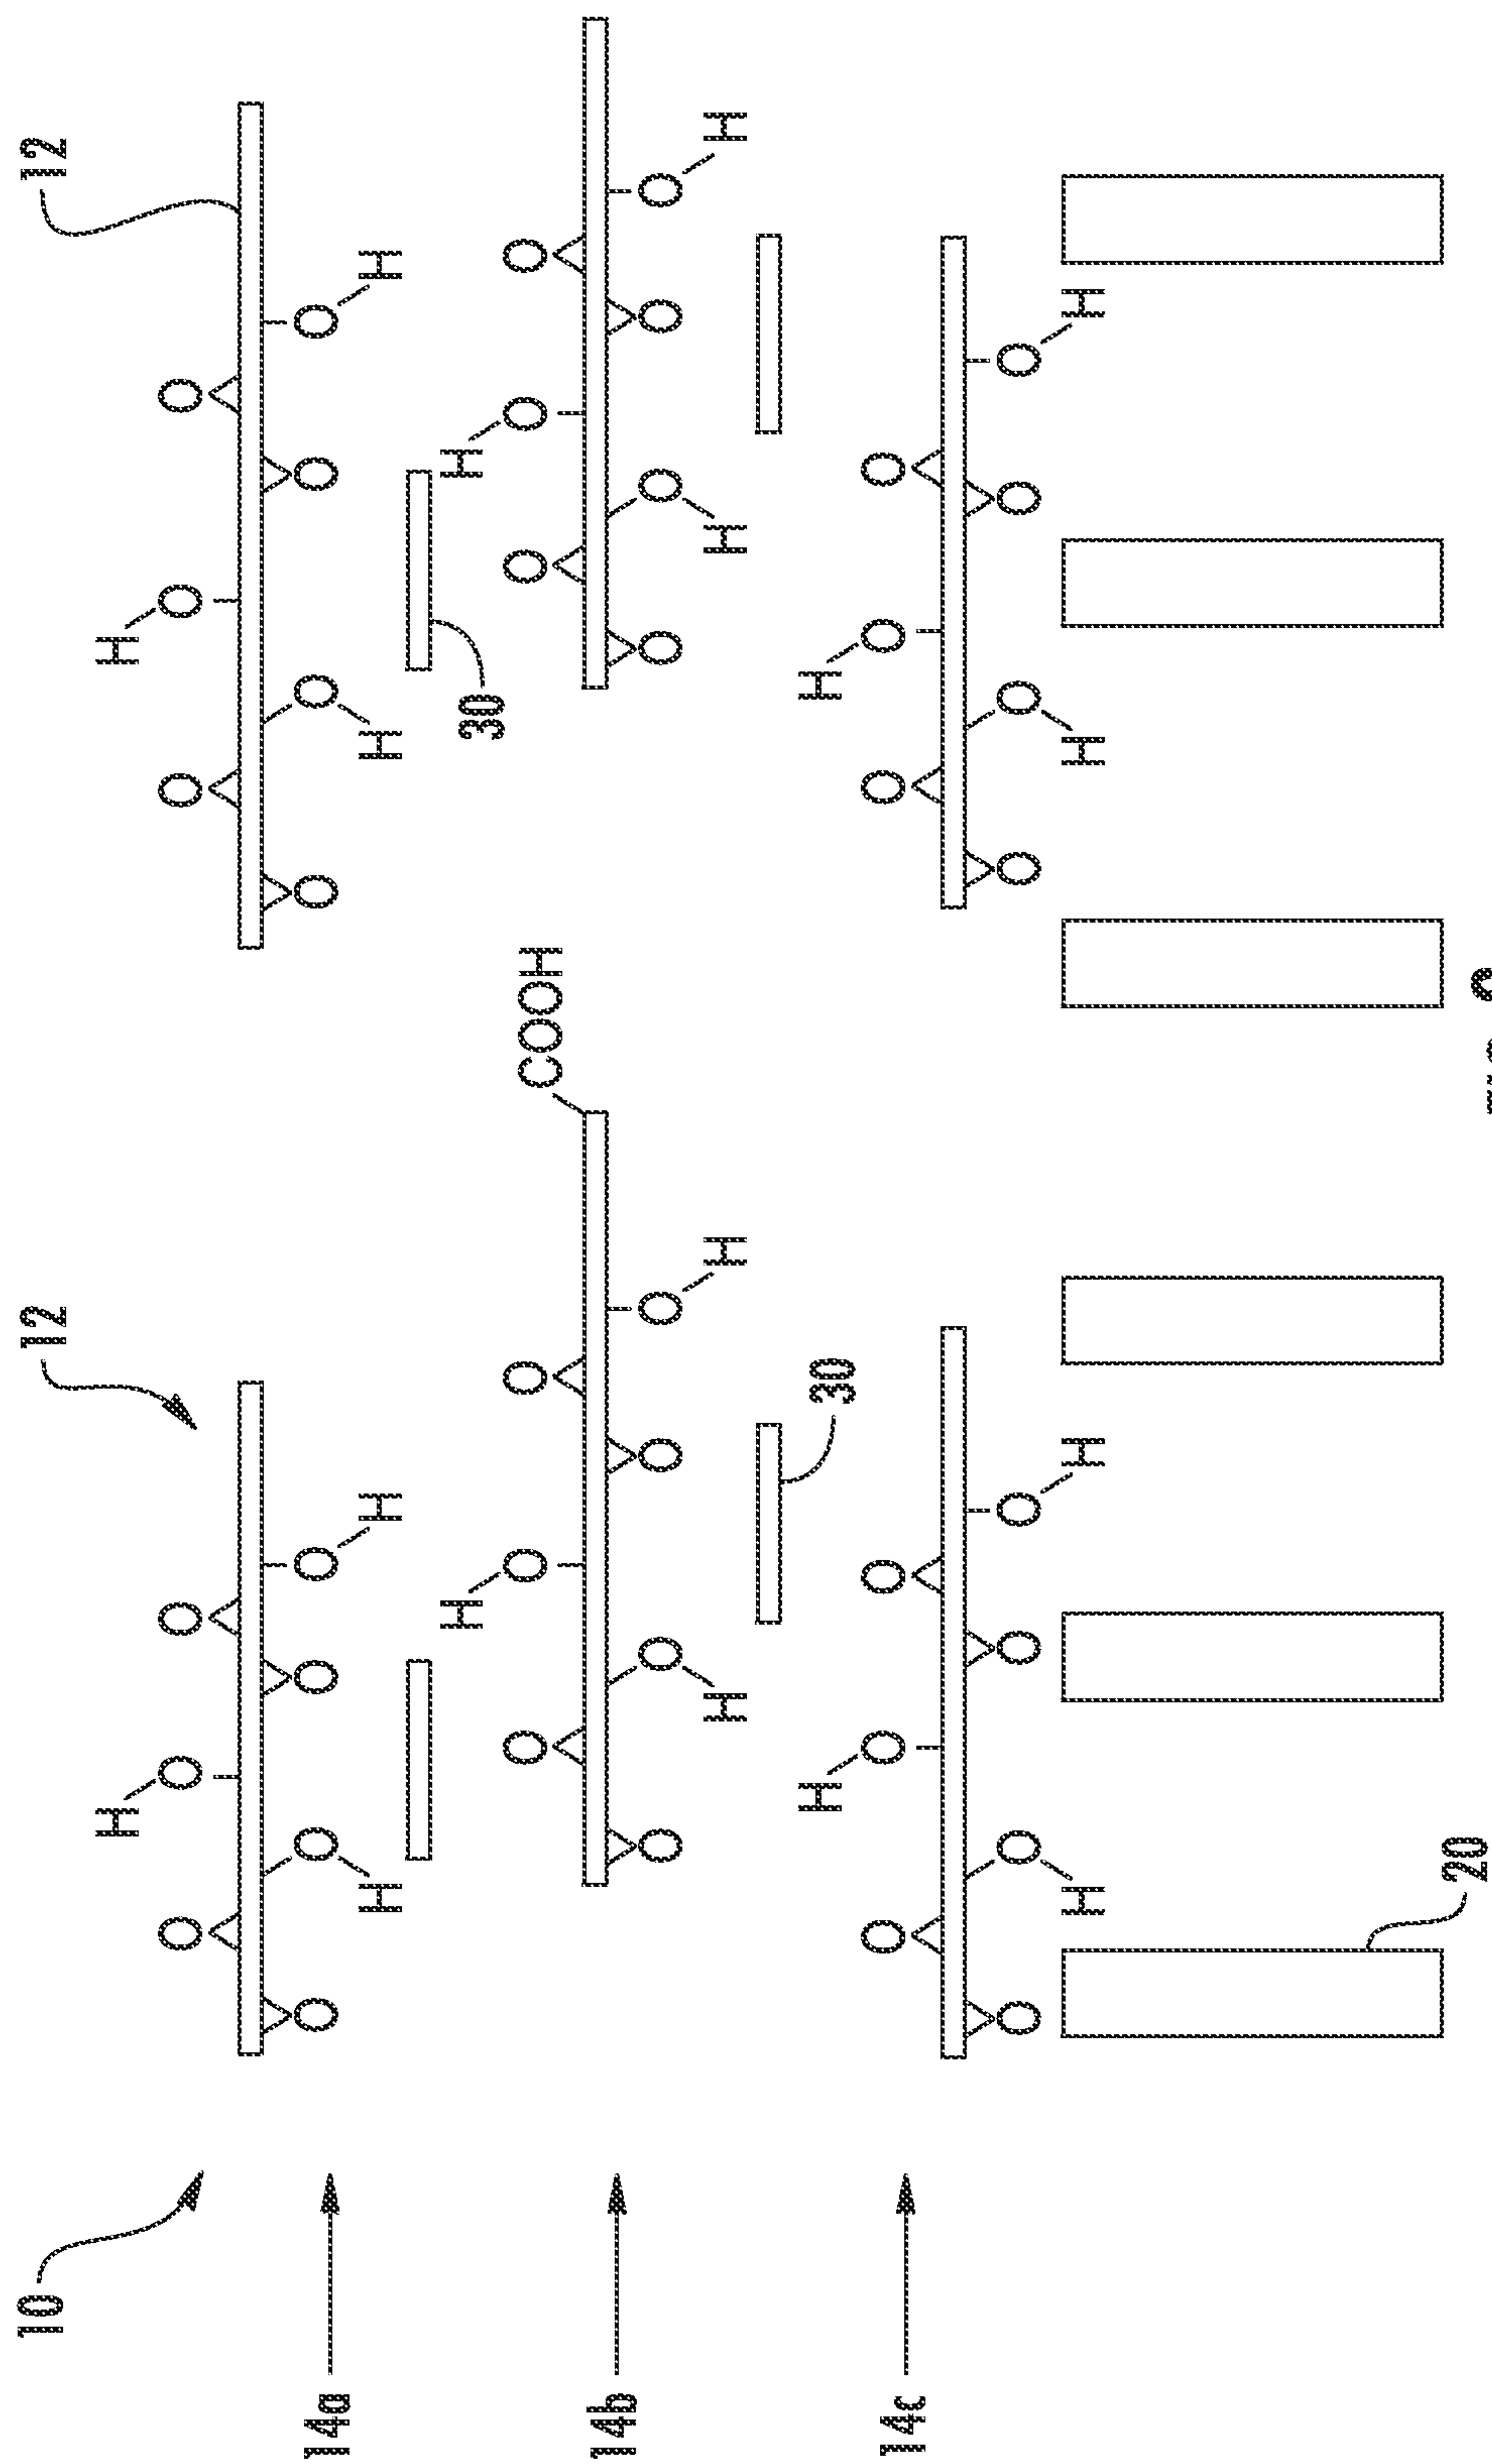 10 12 12
H H
O O O O O O
14a O O O O O O O O
H H H H
H 30 H
O O O COOH O O O
14b O O O O O O O O
H H H H
H 30 H
14c O O O O O O
O O O O O O O O
H H H H
20